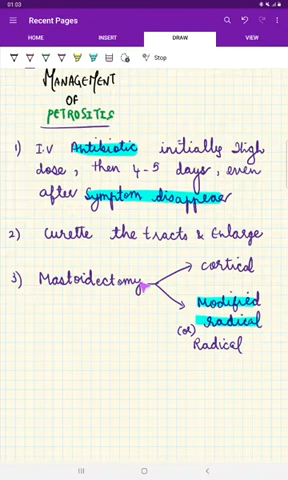 01:03
Recent Pages
HOME INSERT DRAW VIEW
Stop
MANAGEMENT
OF
PETROSITIS
1) I.V Antibiotic initially High
dose, then 4-5 days, even
after Symptom disappear
2) Curette the tracts & Enlarge
3) Mastoidectomy
cortical
Modified
radical
(or)
Radical